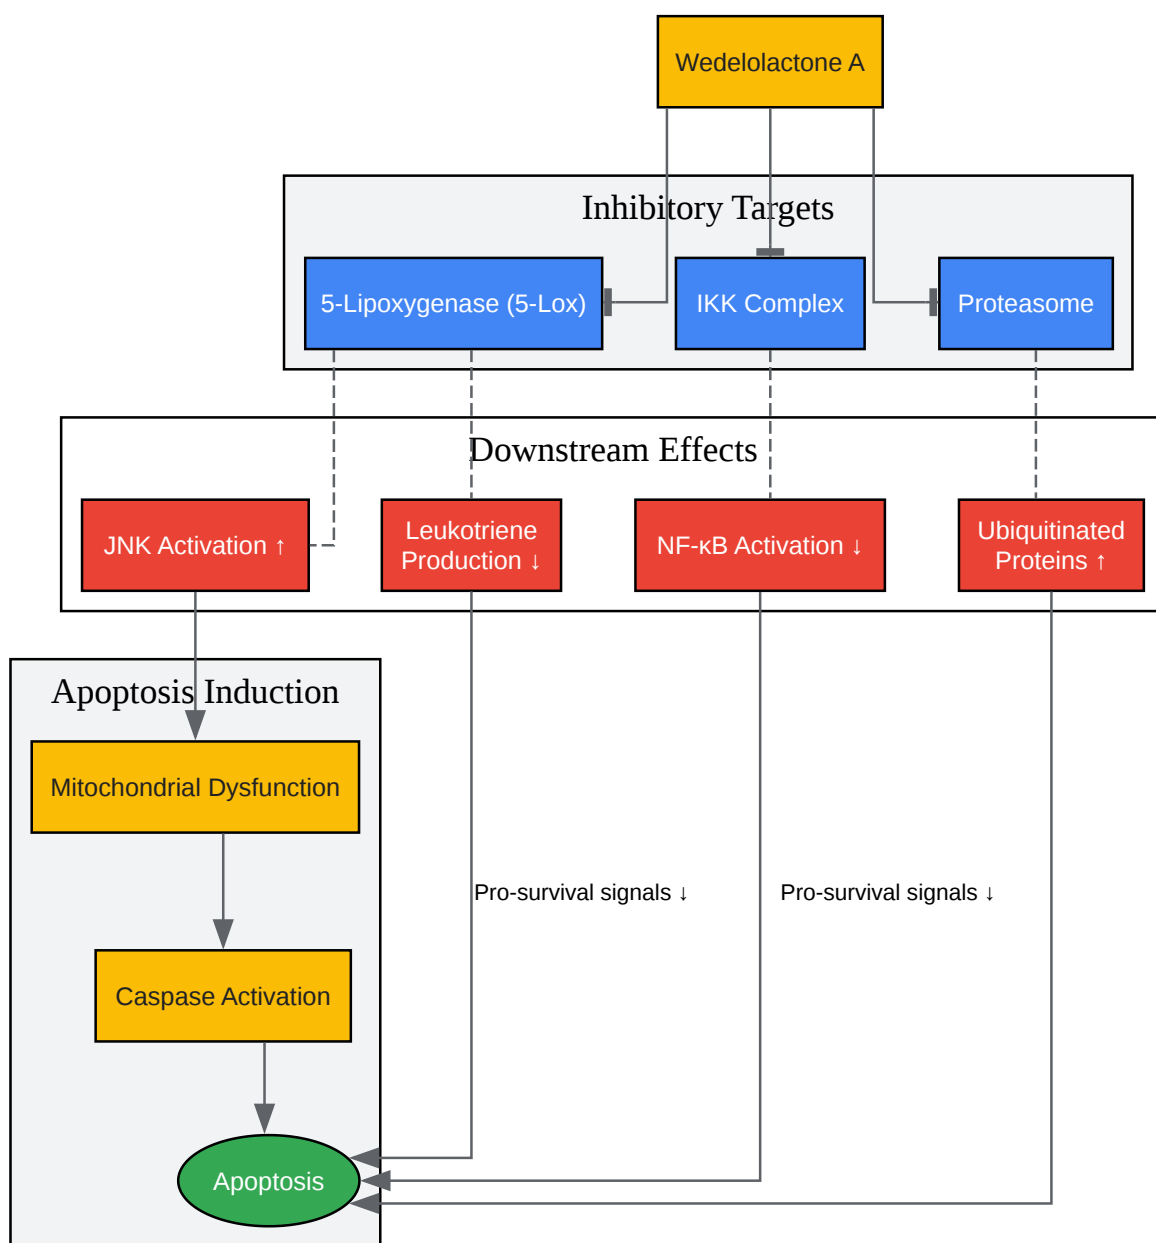 Wedelolactone A
Inhibitory Targets
5-Lipoxygenase (5-Lox)
IKK Complex
Proteasome
Downstream Effects
JNK Activation ↑
Leukotriene
Production ↓
NF-κB Activation ↓
Ubiquitinated
Proteins ↑
Apoptosis Induction
Mitochondrial Dysfunction
Pro-survival signals ↓
Pro-survival signals ↓
Caspase Activation
Apoptosis